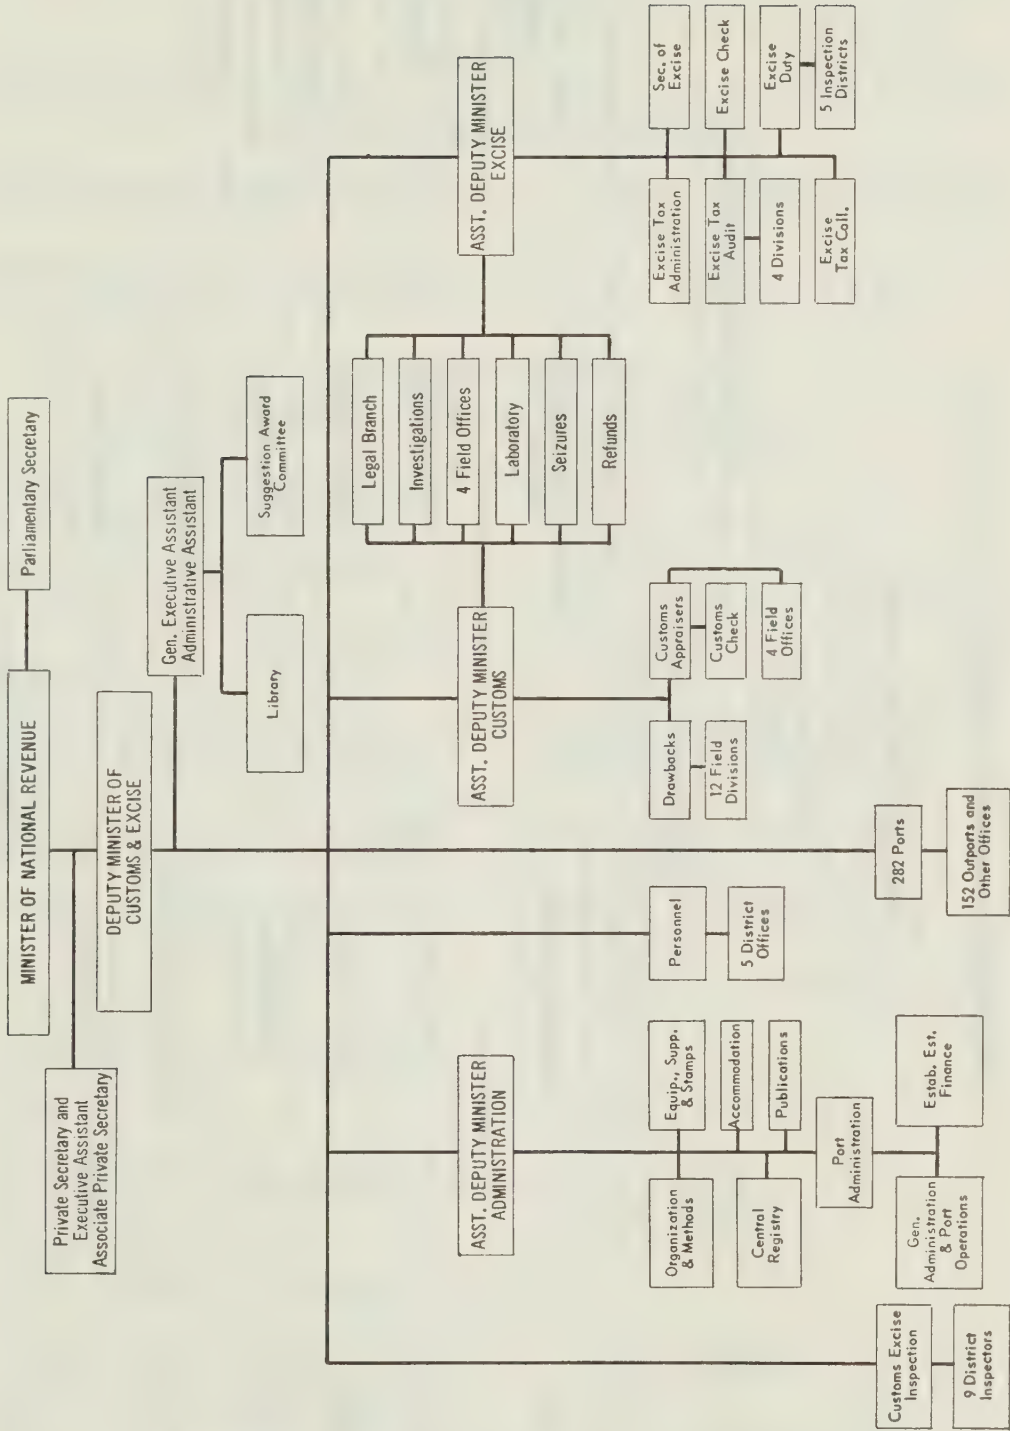 MINISTER OF NATIONAL REVENUE
Parliamentary Secretary
Private Secretary and
Executive Assistant
Associate Private Secretary
DEPUTY MINISTER OF
CUSTOMS & EXCISE
Gen. Executive Assistant
Administrative Assistant
Library
Suggestion Award
Committee
ASST. DEPUTY MINISTER
ADMINISTRATION
ASST. DEPUTY MINISTER
CUSTOMS
ASST. DEPUTY MINISTER
EXCISE
Legal Branch
Investigations
4 Field Offices
Laboratory
Seizures
Refunds
Organization
& Methods
Equip., Supp.
& Stamps
Accommodation
Central
Registry
Publications
Port
Administration
Gen.
Administration
& Port
Operations
Estab. Est.
Finance
Personnel
5 District
Offices
Drawbacks
12 Field
Divisions
Customs
Appraisers
Customs
Check
4 Field
Offices
Excise Tax
Administration
Sec. of
Excise
Excise Tax
Audit
Excise Check
4 Divisions
Excise
Duty
Excise
Tax Coll.
5 Inspection
Districts
Customs Excise
Inspection
9 District
Inspectors
282 Ports
152 Outports and
Other Offices